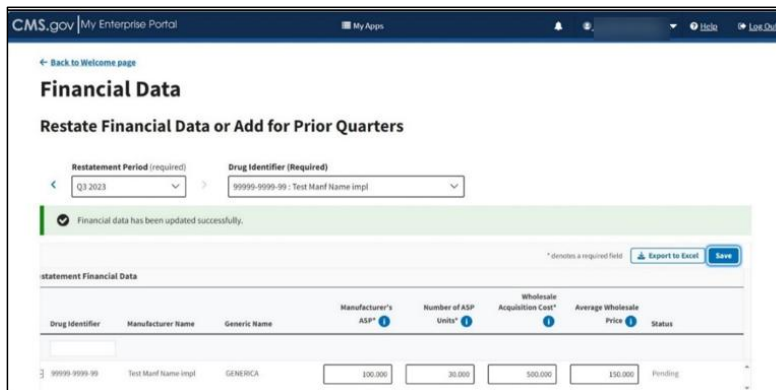 CMS.gov My Enterprise Portal
My Apps
Help
Log Out
← Back to Welcome page
Financial Data
Restate Financial Data or Add for Prior Quarters
Restatement Period (required)
Drug Identifier (Required)
Q3 2023
99999-9999-99 : Test Manf Name impl
Financial data has been updated successfully.
* denotes a required field
Export to Excel
Save
statement Financial Data
Drug Identifier
Manufacturer Name
Generic Name
Manufacturer's
ASP*
Number of ASP
Units*
Wholesale
Acquisition Cost*
Average Wholesale
Price
Status
99999-9999-99
Test Manf Name impl
GENERICA
100.000
30.000
500.000
150.000
Pending